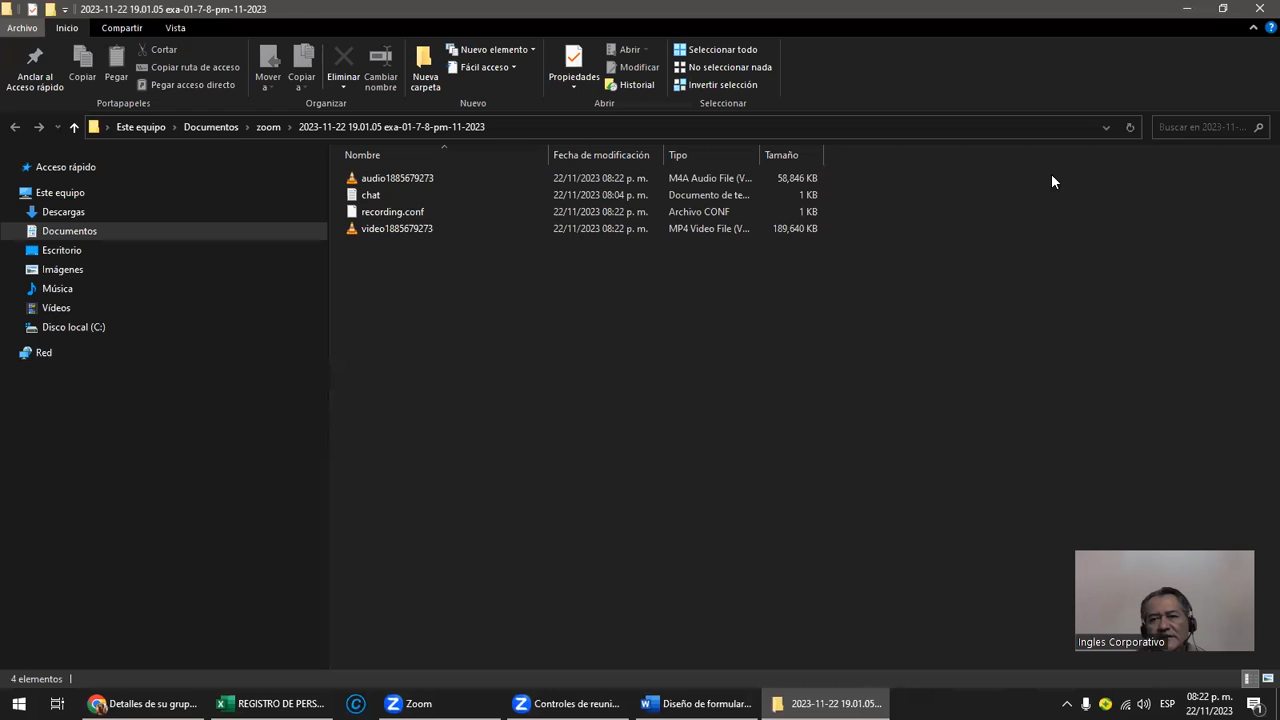 2023-11-22 19.01.05 exa-01-7-8-pm-11-2023
Archivo Inicio Compartir Vista
Anclar al Acceso rápido
Copiar
Pegar
Cortar
Copiar ruta de acceso
Pegar acceso directo
Portapapeles
Mover a
Copiar a
Eliminar
Cambiar nombre
Organizar
Nueva carpeta
Nuevo elemento
Fácil acceso
Nuevo
Propiedades
Abrir
Modificar
Historial
Abrir
Seleccionar todo
No seleccionar nada
Invertir selección
Seleccionar
Este equipo > Documentos > zoom > 2023-11-22 19.01.05 exa-01-7-8-pm-11-2023
Buscar en 2023-11-...
Acceso rápido
Este equipo
Descargas
Documentos
Escritorio
Imágenes
Música
Vídeos
Disco local (C:)
Red
Nombre Fecha de modificación Tipo Tamaño
audio1885679273 22/11/2023 08:22 p. m. M4A Audio File (V... 58,846 KB
chat 22/11/2023 08:04 p. m. Documento de te... 1 KB
recording.conf 22/11/2023 08:22 p. m. Archivo CONF 1 KB
video1885679273 22/11/2023 08:22 p. m. MP4 Video File (V... 189,640 KB
Ingles Corporativo
4 elementos
Detalles de su grup... REGISTRO DE PERS... Zoom Controles de reuni... Diseño de formular... 2023-11-22 19.01.05... ESP 08:22 p. m.
22/11/2023